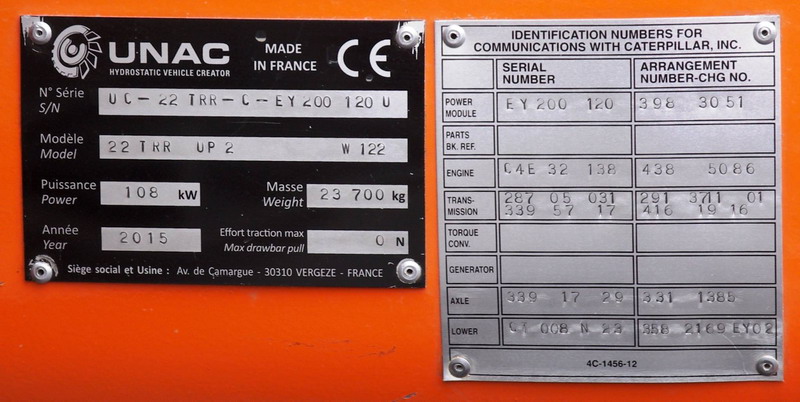 UNAC
HYDROSTATIC VEHICLE CREATOR
MADE
IN FRANCE
CE
N° Série
S/N
UC-22 TRR-C-EY200 120 U
Modèle
Model
22 TRR UP2 W 122
Puissance
Power
108 kW
Masse
Weight
23 700 kg
Année
Year
2015
Effort traction max
Max drawbar pull
0 N
Siège social et Usine : Av. de Camargue - 30310 VERGEZE - FRANCE
IDENTIFICATION NUMBERS FOR
COMMUNICATIONS WITH CATERPILLAR, INC.
SERIAL
NUMBER
ARRANGEMENT
NUMBER-CHG NO.
POWER
MODULE
EY 200 120
398 3051
PARTS
BK. REF.
ENGINE
C4E 32 138
438 5086
TRANS-
MISSION
287 05 031
339 57 17
291 3711 01
416 19 16
TORQUE
CONV.
GENERATOR
AXLE
339 17 29
331 1385
LOWER
008 N 23
358 2169 EY02
4C-1456-12